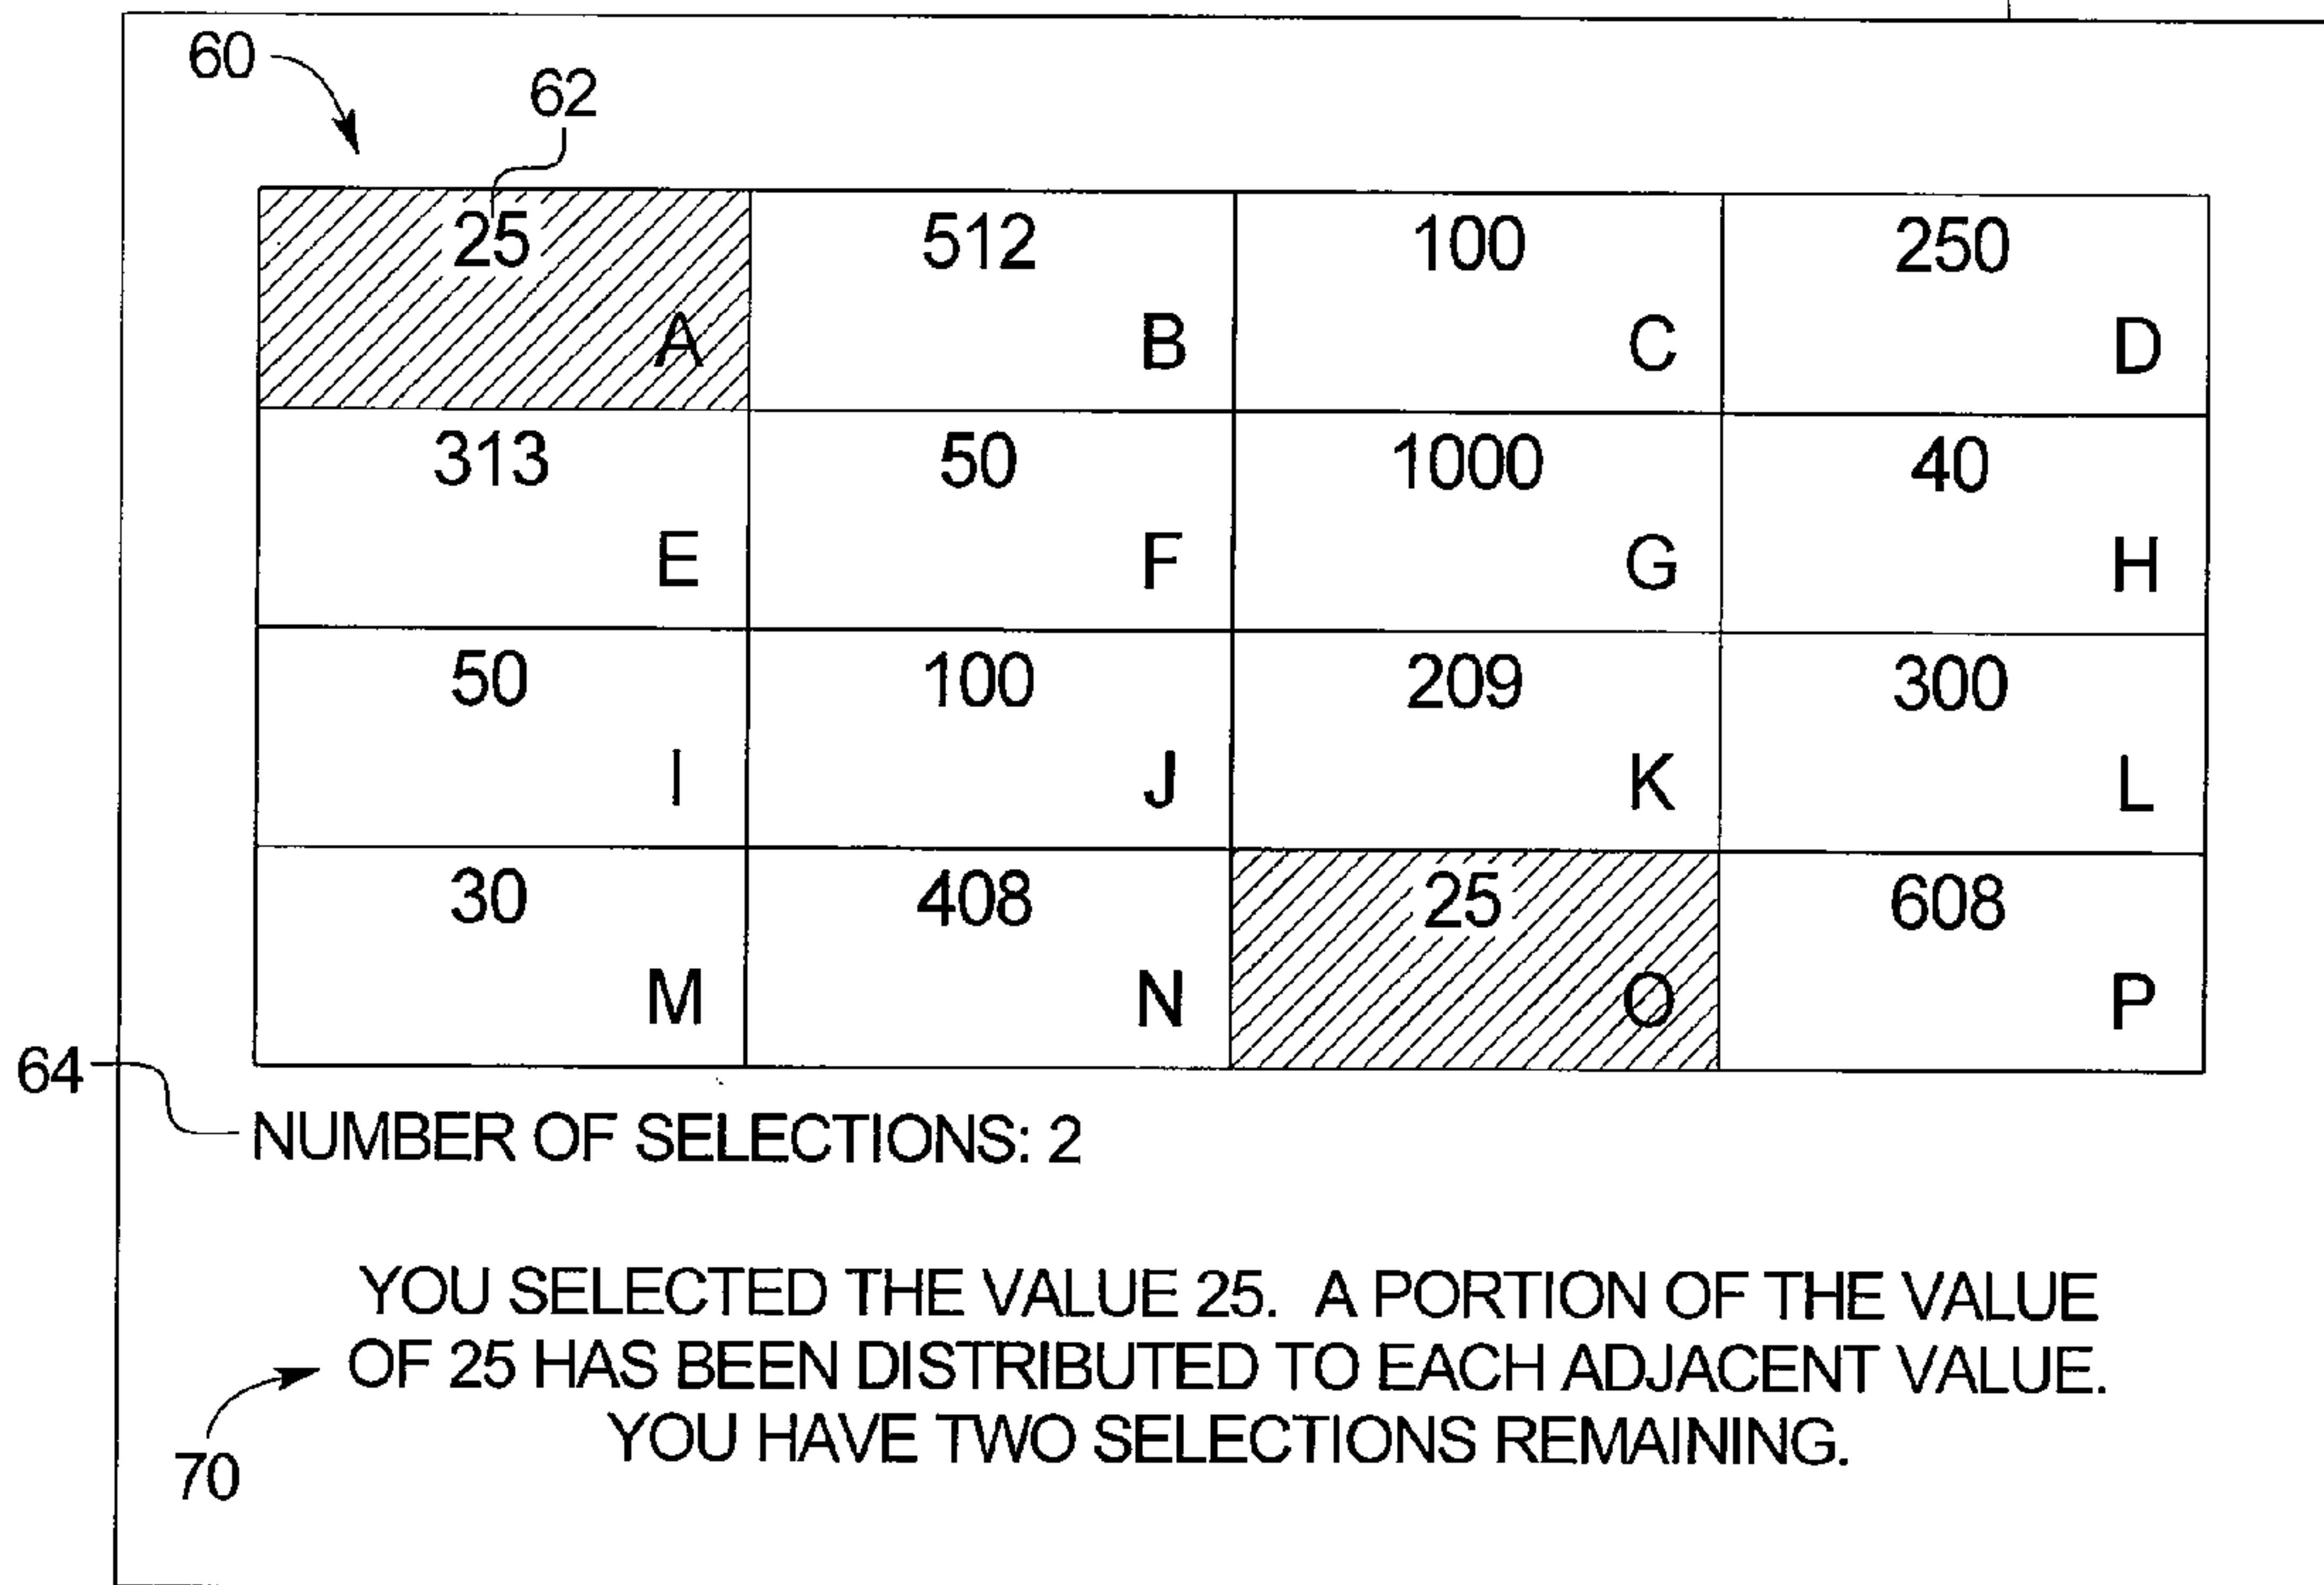 60
62
25 512 100 250
A B C D
313 50 1000 40
E F G H
50 100 209 300
I J K L
30 408 25 608
M N O P
64
NUMBER OF SELECTIONS: 2
YOU SELECTED THE VALUE 25. A PORTION OF THE VALUE
OF 25 HAS BEEN DISTRIBUTED TO EACH ADJACENT VALUE.
YOU HAVE TWO SELECTIONS REMAINING.
70